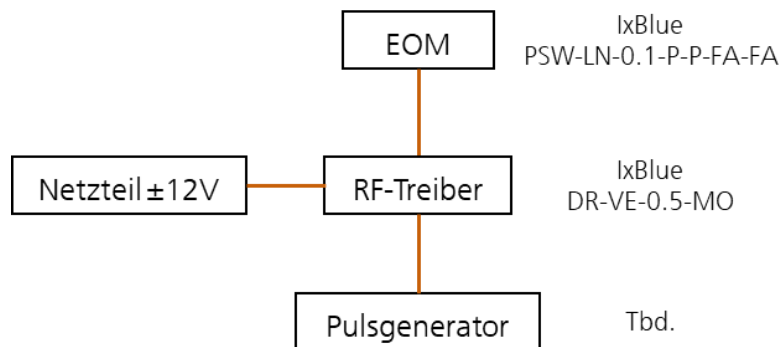 EOM
IxBlue
PSW-LN-0.1-P-P-FA-FA
Netzteil ±12V
RF-Treiber
IxBlue
DR-VE-0.5-MO
Pulsgenerator
Tbd.